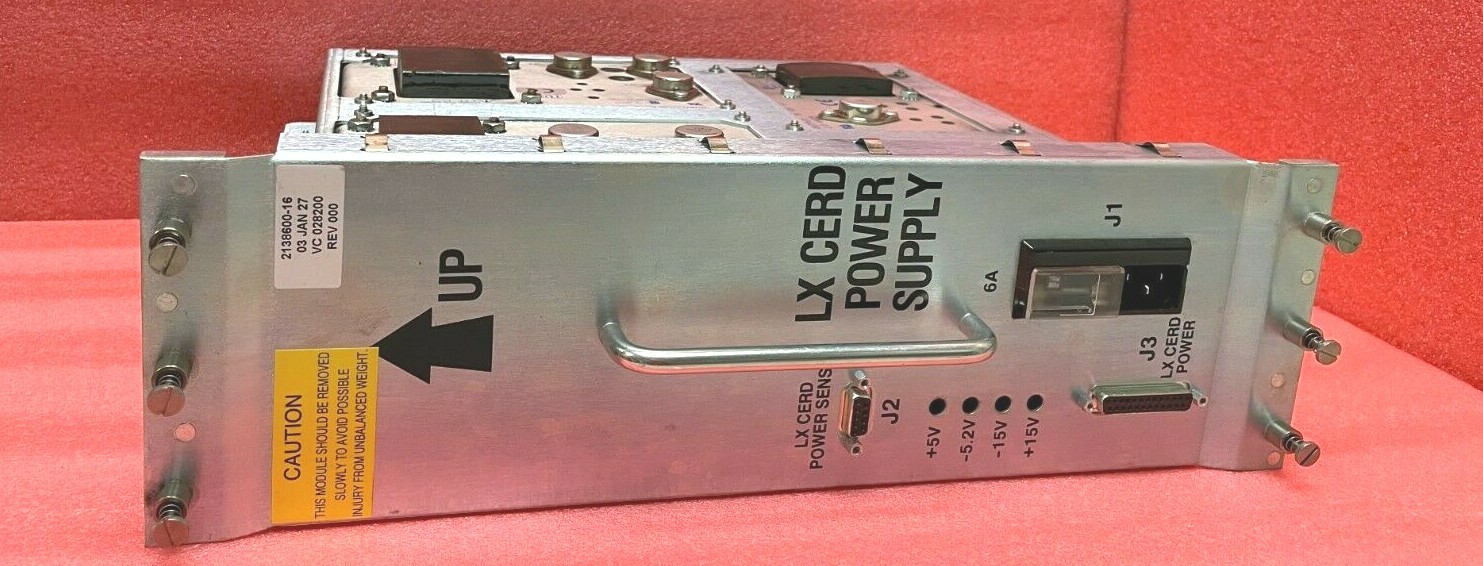 2138600-16
03 JAN 27
VC 028200
REV 000
UP
CAUTION
THIS MODULE SHOULD BE REMOVED
SLOWLY TO AVOID POSSIBLE
INJURY FROM UNBALANCED WEIGHT.
LX CERD
POWER
SUPPLY
6A
J1
LX CERD
POWER SENS
J2
+5V
-5.2V
-15V
+15V
J3
LX CERD
POWER